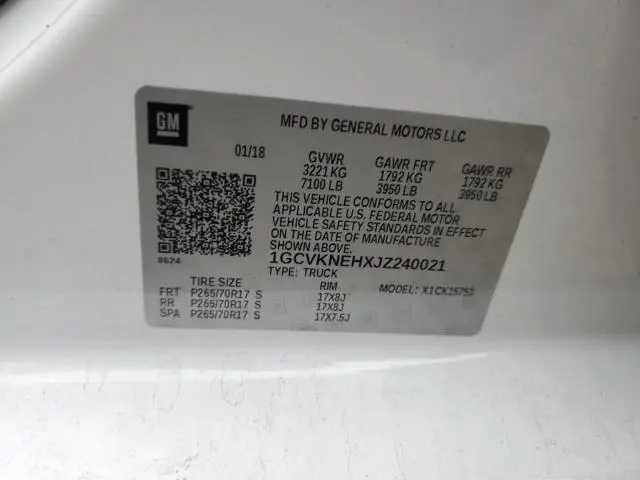 GM
MFD BY GENERAL MOTORS LLC
01/18 GVWR GAWR FRT GAWR RR
3221 KG 1792 KG 1792 KG
7100 LB 3950 LB 3950 LB
THIS VEHICLE CONFORMS TO ALL
APPLICABLE U.S. FEDERAL MOTOR
VEHICLE SAFETY STANDARDS IN EFFECT
ON THE DATE OF MANUFACTURE
SHOWN ABOVE.
1GCVKNEHXJZ240021
8624
TYPE: TRUCK
TIRE SIZE RIM MODEL: X1CK15753
FRT P265/70R17 S 17X8J
RR P265/70R17 S 17X8J
SPA P265/70R17 S 17X7.5J